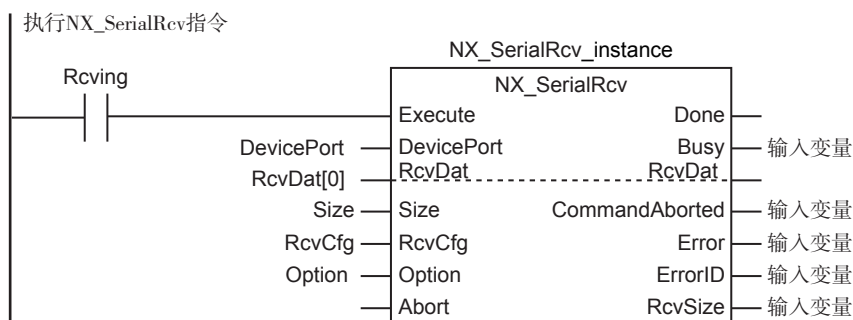 执行NX_SerialRcv指令
NX_SerialRcv_instance
Rcving
NX_SerialRcv
Execute Done
DevicePort DevicePort Busy 输入变量
RcvDat[0] RcvDat RcvDat
Size Size CommandAborted 输入变量
RcvCfg RcvCfg Error 输入变量
Option Option ErrorID 输入变量
Abort RcvSize 输入变量